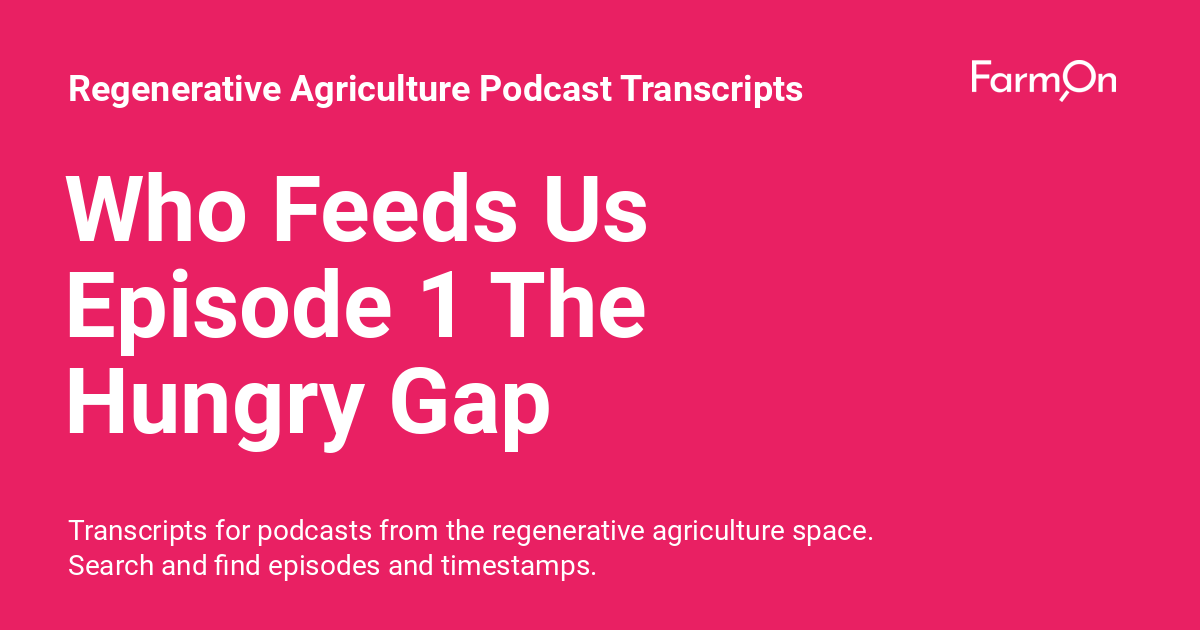 Regenerative Agriculture Podcast Transcripts
FarmOn
Who Feeds Us
Episode 1 The
Hungry Gap
Transcripts for podcasts from the regenerative agriculture space.
Search and find episodes and timestamps.